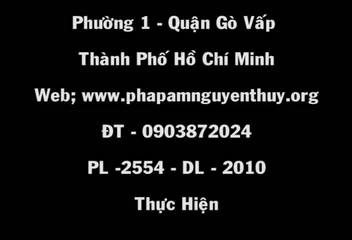 Phường 1 - Quận Gò Vấp
Thành Phố Hồ Chí Minh
Web; www.phapamnguyenthuy.org
ĐT - 0903872024
PL -2554 - DL - 2010
Thực Hiện